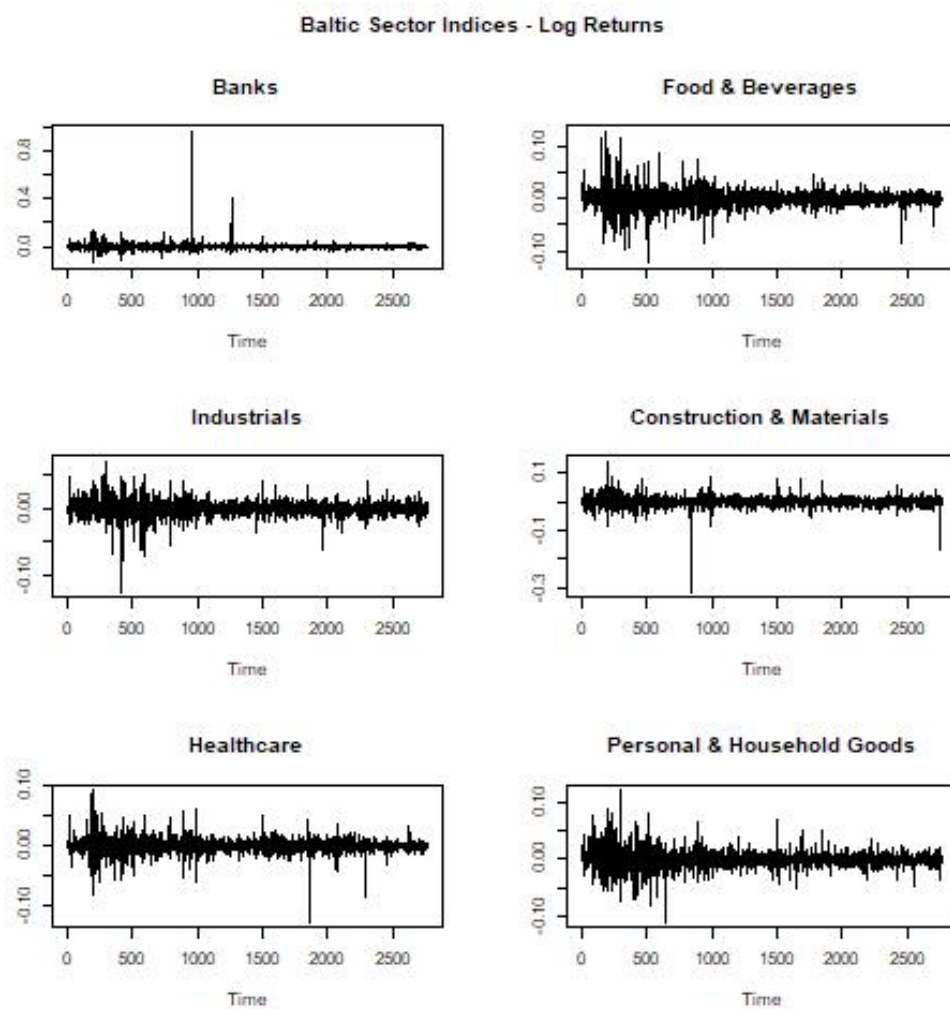 Baltic Sector Indices - Log Returns
Banks
0.8
0.4
0.0
0 500 1000 1500 2000 2500
Time
Food & Beverages
0.10
0.00
-0.10
0 500 1000 1500 2000 2500
Time
Industrials
0.00
-0.10
0 500 1000 1500 2000 2500
Time
Construction & Materials
0.1
-0.1
-0.3
0 500 1000 1500 2000 2500
Time
Healthcare
0.10
0.00
-0.10
0 500 1000 1500 2000 2500
Time
Personal & Household Goods
0.10
0.00
-0.10
0 500 1000 1500 2000 2500
Time